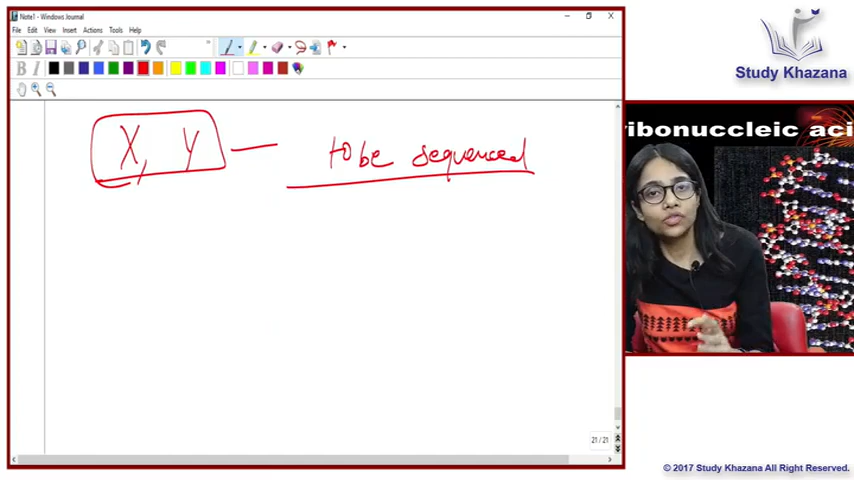 Note1 - Windows Journal
File Edit View Insert Actions Tools Help
B I
X, Y — to be sequenced
21 / 21
Study Khazana
ribonuccleic aci
© 2017 Study Khazana All Right Reserved.